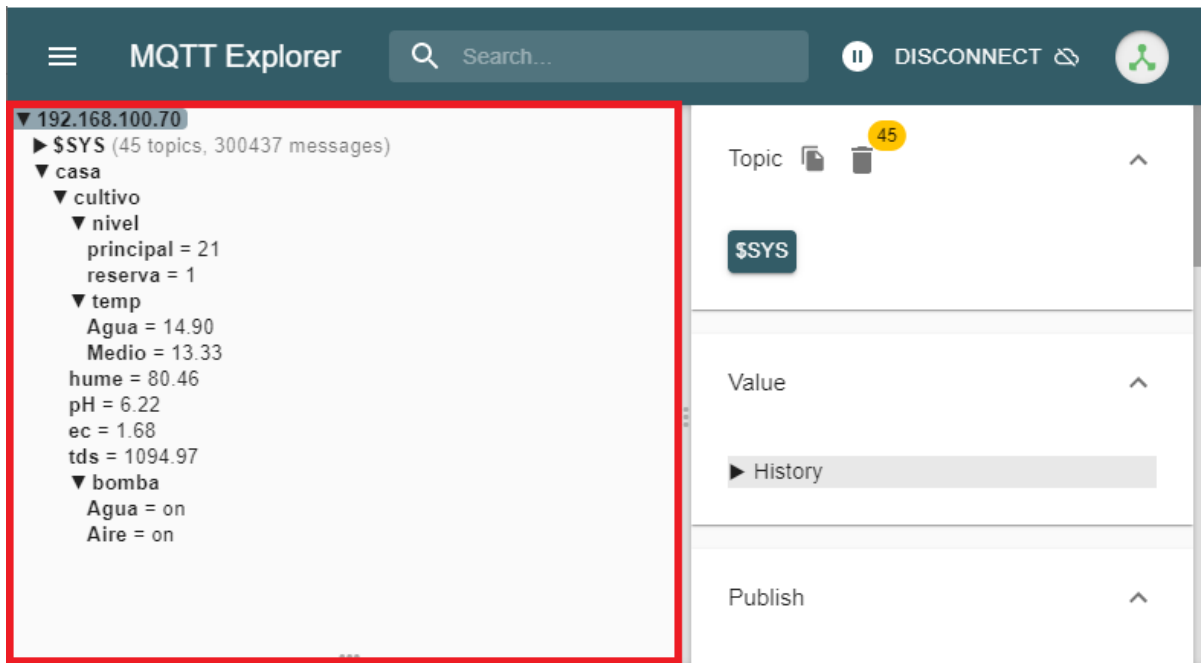 MQTT Explorer
Search...
DISCONNECT
▼ 192.168.100.70
▶ $SYS (45 topics, 300437 messages)
▼ casa
▼ cultivo
▼ nivel
principal = 21
reserva = 1
▼ temp
Agua = 14.90
Medio = 13.33
hume = 80.46
pH = 6.22
ec = 1.68
tds = 1094.97
▼ bomba
Agua = on
Aire = on
Topic
45
$SYS
Value
▶ History
Publish